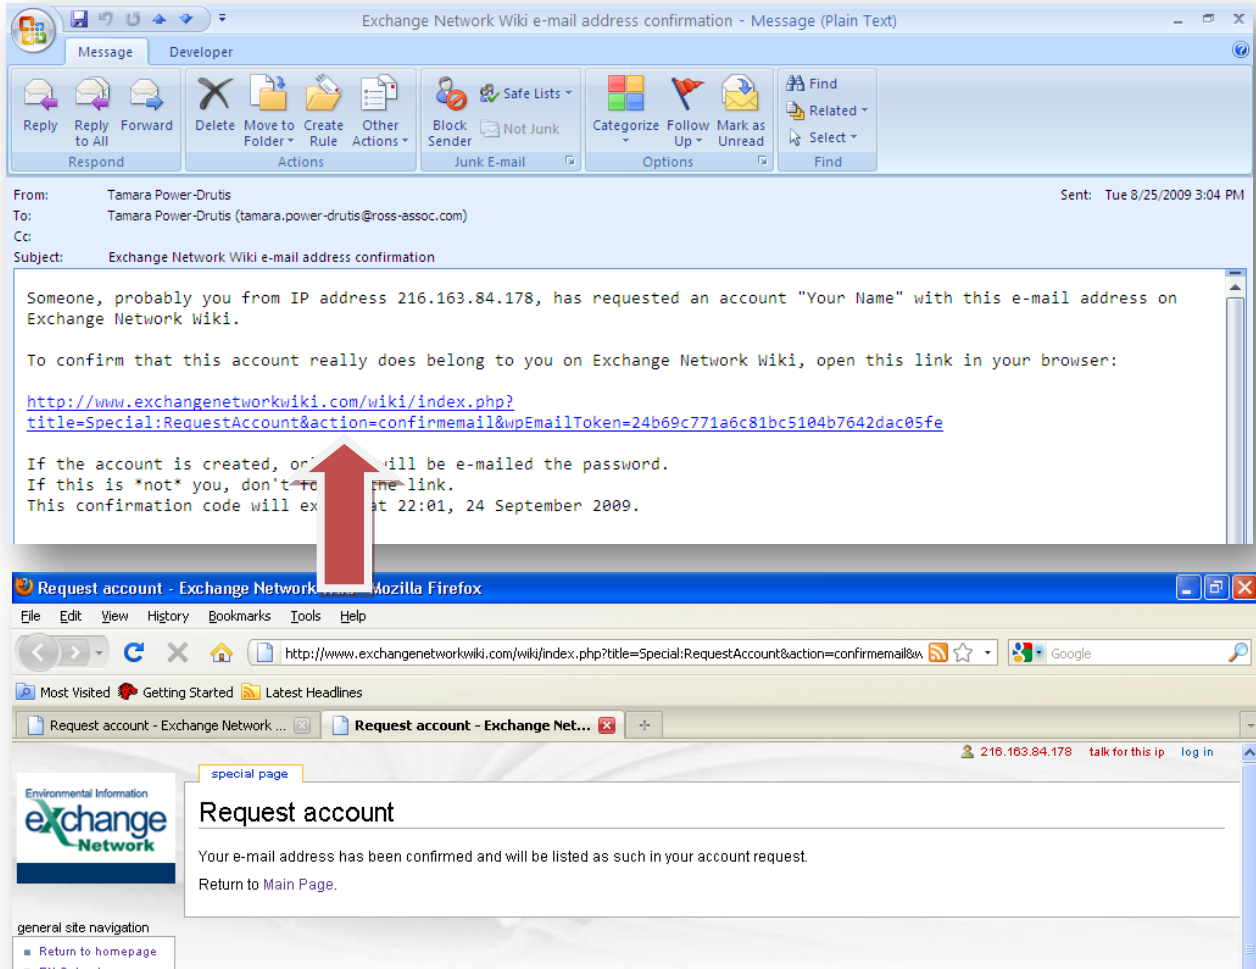 Exchange Network Wiki e-mail address confirmation - Message (Plain Text)
Message Developer
Reply
Reply to All
Forward
Respond
Delete
Move to Folder
Create Rule
Other Actions
Actions
Block Sender
Safe Lists
Not Junk
Junk E-mail
Categorize
Follow Up
Mark as Unread
Options
Find
Related
Select
Find
From: Tamara Power-Drutis
Sent: Tue 8/25/2009 3:04 PM
To: Tamara Power-Drutis (tamara.power-drutis@ross-assoc.com)
Cc:
Subject: Exchange Network Wiki e-mail address confirmation
Someone, probably you from IP address 216.163.84.178, has requested an account "Your Name" with this e-mail address on
Exchange Network Wiki.
To confirm that this account really does belong to you on Exchange Network Wiki, open this link in your browser:
http://www.exchangenetworkwiki.com/wiki/index.php?
title=Special:RequestAccount&action=confirmemail&wpEmailToken=24b69c771a6c81bc5104b7642dac05fe
If the account is created, will be e-mailed the password.
If this is *not* you, don't the link.
This confirmation code will at 22:01, 24 September 2009.
Request account - Exchange Network Mozilla Firefox
File Edit View History Bookmarks Tools Help
http://www.exchangenetworkwiki.com/wiki/index.php?title=Special:RequestAccount&action=confirmemail&w
Google
Most Visited Getting Started Latest Headlines
Request account - Exchange Network ...
Request account - Exchange Net...
216.163.84.178 talk for this ip log in
special page
Environmental Information
eXchange
Network
Request account
Your e-mail address has been confirmed and will be listed as such in your account request.
Return to Main Page.
general site navigation
Return to homepage